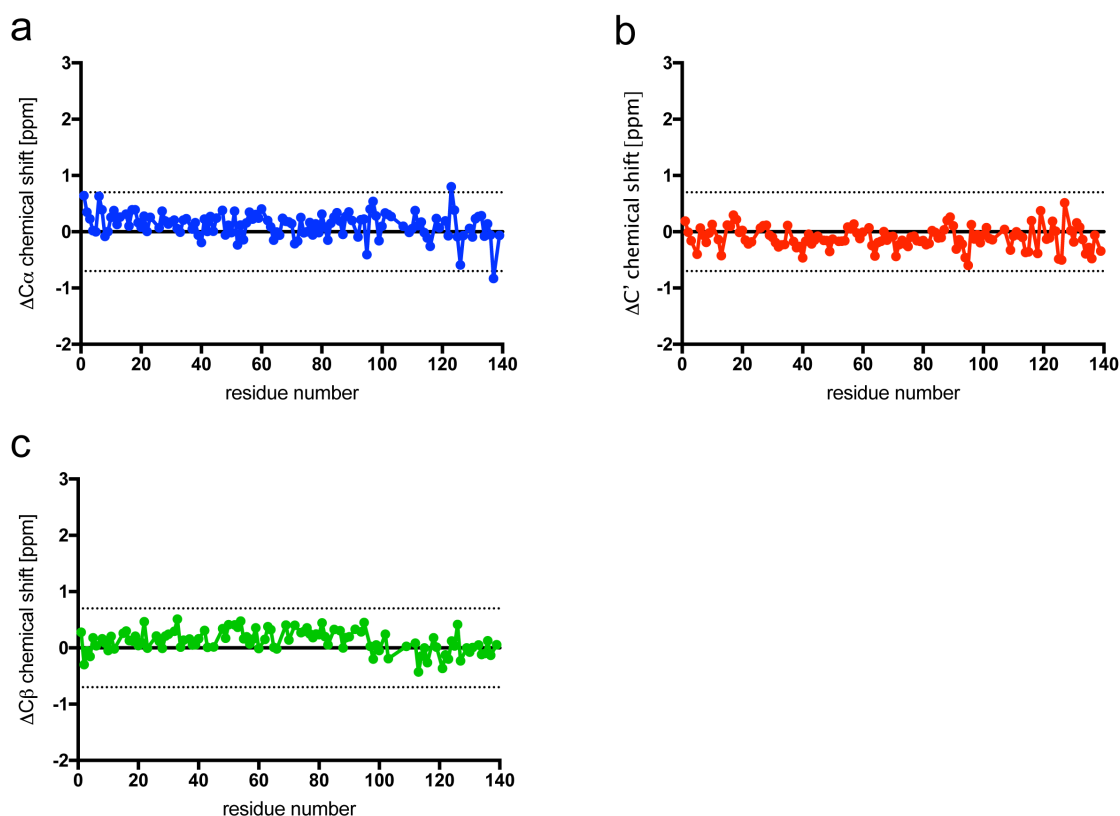 a
3
2
1
0
-1
-2
ΔCα chemical shift [ppm]
0 20 40 60 80 100 120 140
residue number
b
3
2
1
0
-1
-2
ΔC’ chemical shift [ppm]
0 20 40 60 80 100 120 140
residue number
c
3
2
1
0
-1
-2
ΔCβ chemical shift [ppm]
0 20 40 60 80 100 120 140
residue number